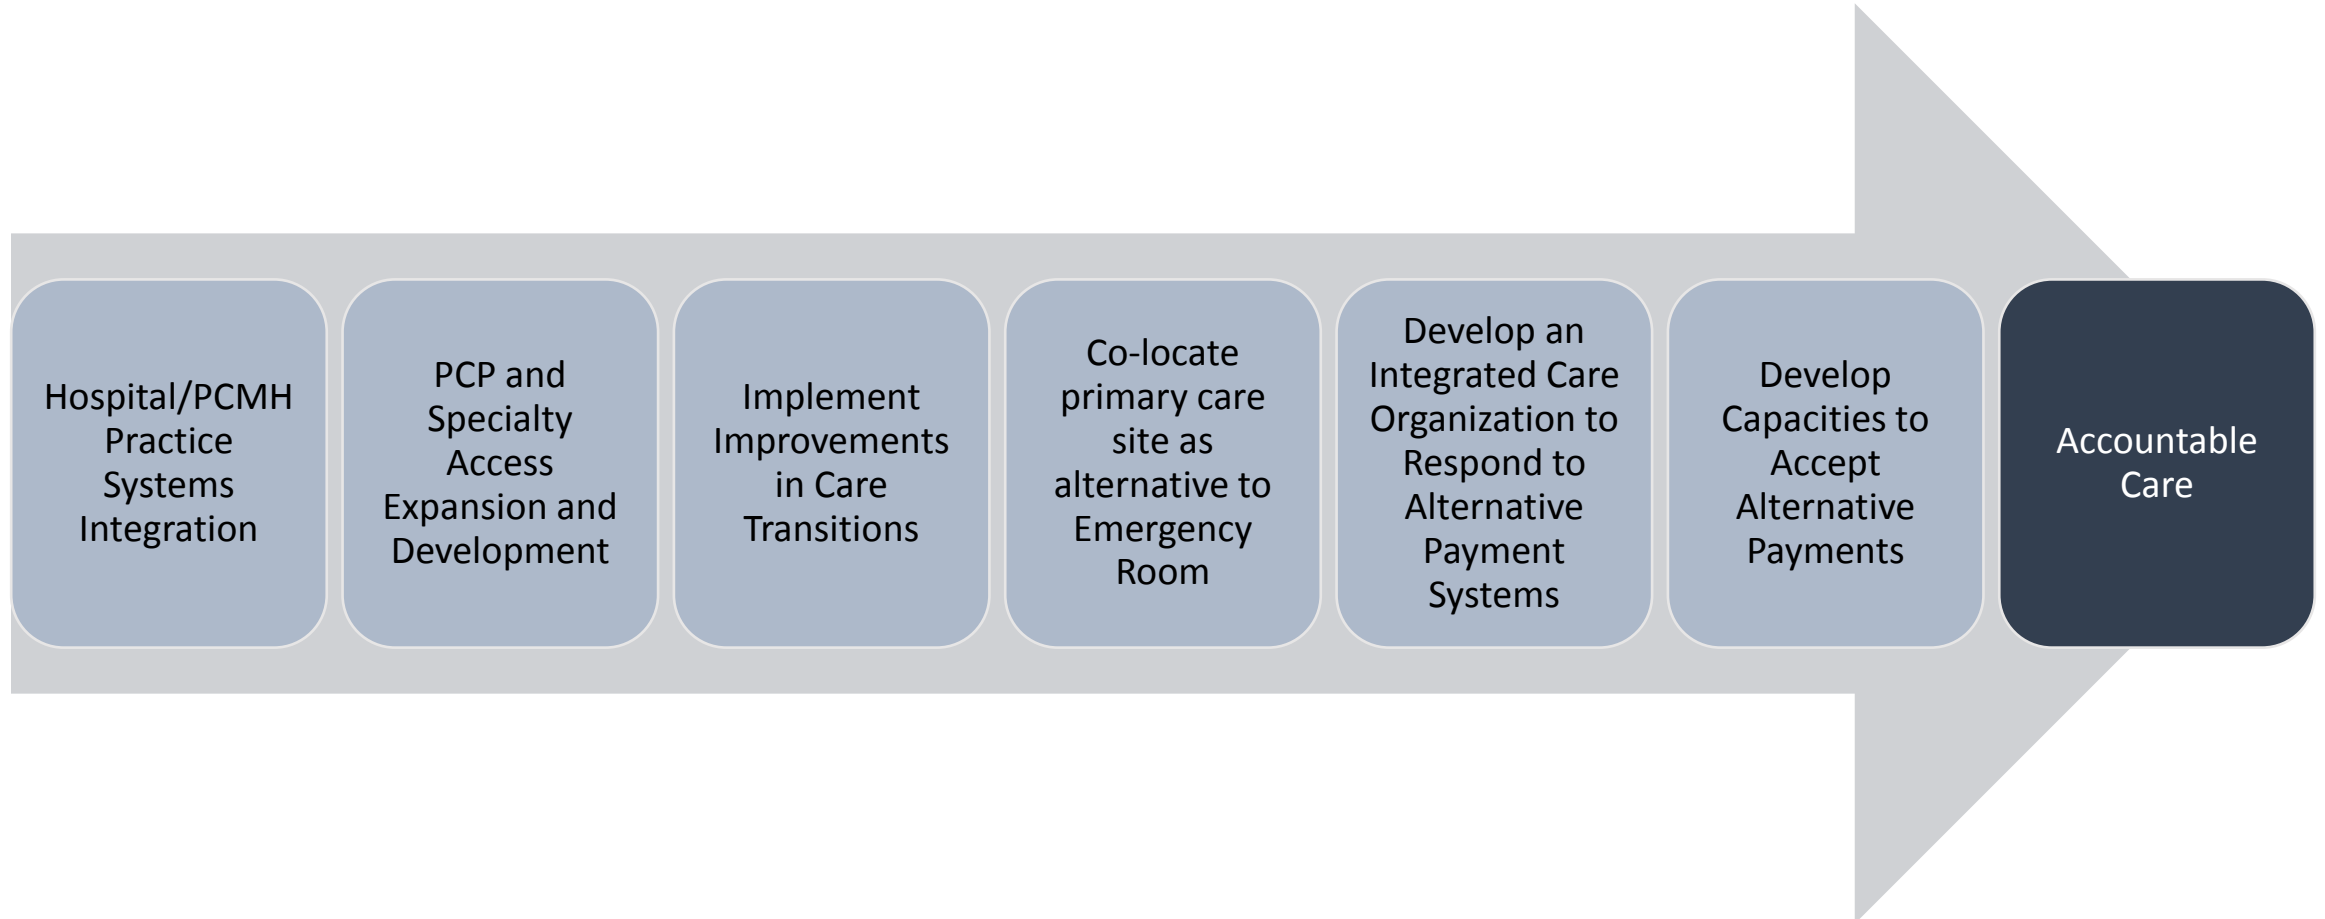 Hospital/PCMH
Practice
Systems
Integration
PCP and
Specialty
Access
Expansion and
Development
Implement
Improvements
in Care
Transitions
Co-locate
primary care
site as
alternative to
Emergency
Room
Develop an
Integrated Care
Organization to
Respond to
Alternative
Payment
Systems
Develop
Capacities to
Accept
Alternative
Payments
Accountable
Care